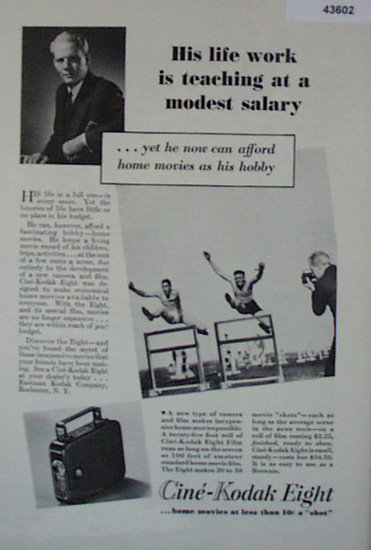 43602
His life work
is teaching at a
modest salary
. . . yet he now can afford
home movies as his hobby
HIS life is a full one—in
every sense. Yet the
luxuries of life have little or
no place in his budget.
He can, however, afford a
fascinating hobby—home
movies. He keeps a living
movie record of his children,
trips, activities . . . at the cost
of a few cents a scene, due
entirely to the development
of a new camera and film.
Ciné-Kodak Eight was de-
signed to make economical
home movies available to
everyone. With the Eight,
and its special film, movies
are no longer expensive . . .
they are within reach of your
budget.
Discover the Eight—and
you've found the secret of
those inexpensive movies that
your friends have been mak-
ing. See a Ciné-Kodak Eight
at your dealer's today . . .
Eastman Kodak Company,
Rochester, N. Y.
• A new type of camera
and film makes inexpen-
sive home movies possible.
A twenty-five foot roll of
Ciné-Kodak Eight Film
runs as long on the screen
as 100 feet of amateur
standard home movie film.
The Eight makes 20 to 30
movie "shots"—each as
long as the average scene
in the news reels—on a
roll of film costing $2.25,
finished, ready to show.
Ciné-Kodak Eight is small,
sturdy—costs but $34.50.
It is as easy to use as a
Brownie.
Ciné-Kodak Eight
. . . home movies at less than 10¢ a "shot"